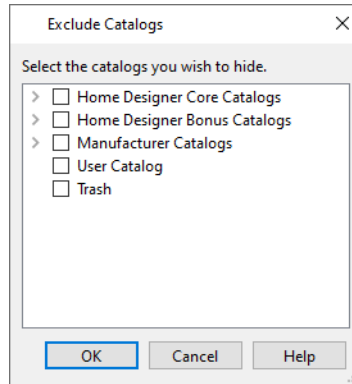 Exclude Catalogs
Select the catalogs you wish to hide.
Home Designer Core Catalogs
Home Designer Bonus Catalogs
Manufacturer Catalogs
User Catalog
Trash
OK Cancel Help